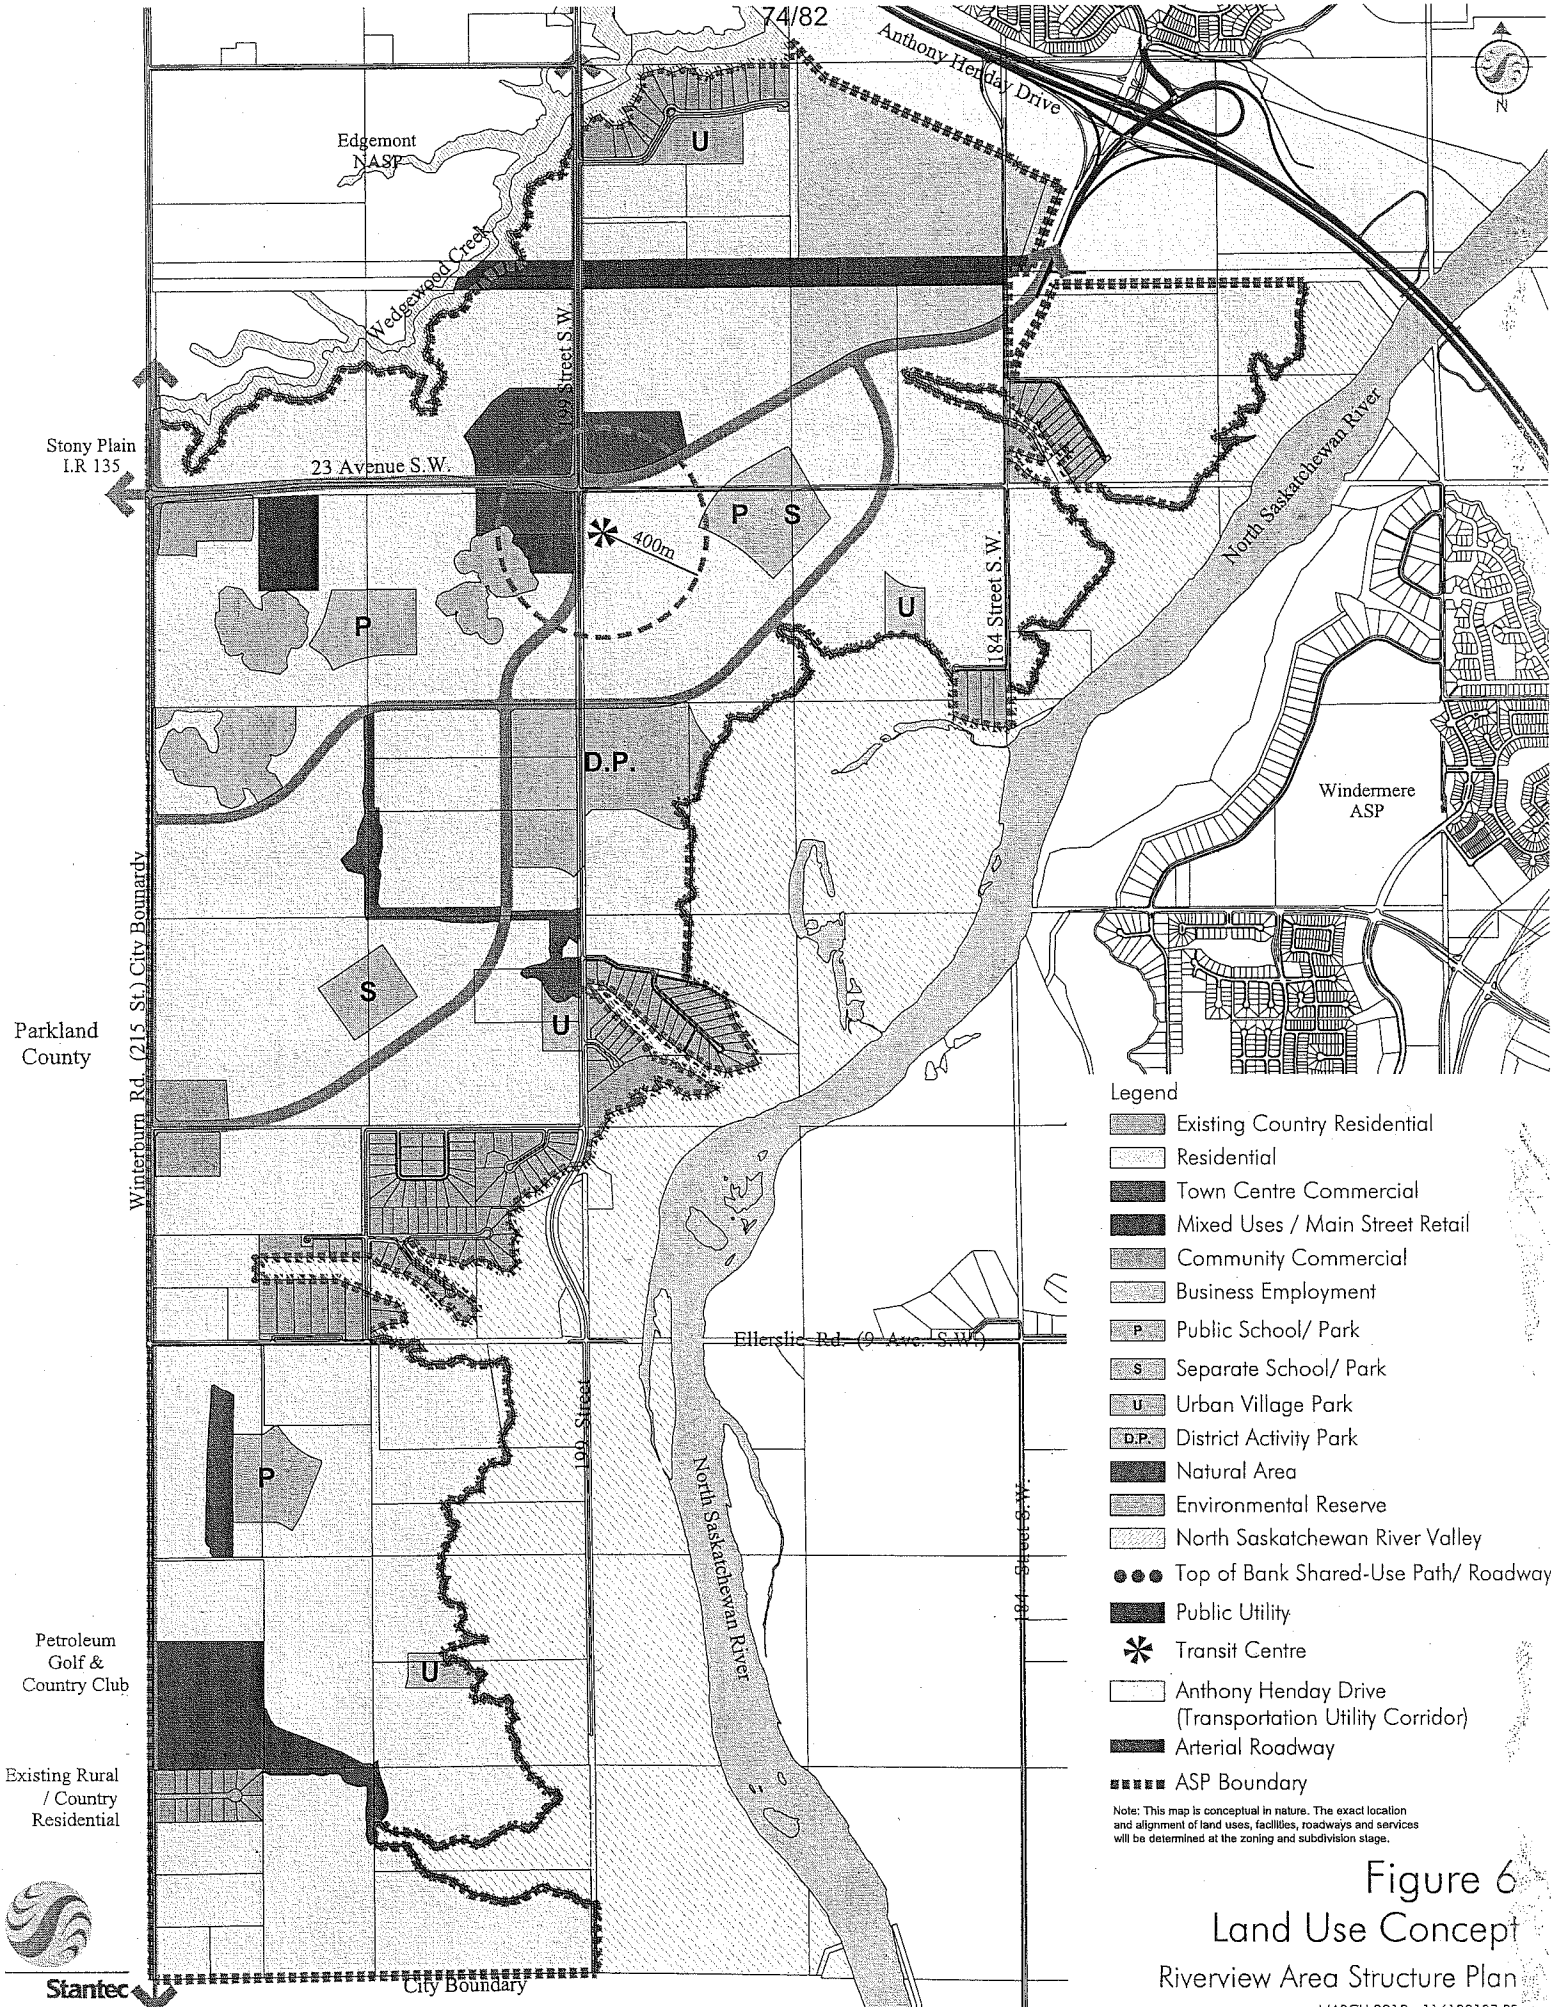 74/82
Anthony Henday Drive
N
Edgemont
NASP
U
Wedgewood Creek
199 Street S.W.
Stony Plain
I.R 135
23 Avenue S.W.
P S
400m
North Saskatchewan River
184 Street S.W.
U
P
D.P.
Windermere
ASP
Winterburn Rd. (215 St.) City Bounardy
S
U
Parkland
County
Ellerslie Rd. (9 Ave. S.W.)
199 Street
P
North Saskatchewan River
184 Street S.W.
U
Petroleum
Golf &
Country Club
Existing Rural
/ Country
Residential
City Boundary
Stantec
Legend
Existing Country Residential
Residential
Town Centre Commercial
Mixed Uses / Main Street Retail
Community Commercial
Business Employment
P Public School/ Park
S Separate School/ Park
U Urban Village Park
D.P. District Activity Park
Natural Area
Environmental Reserve
North Saskatchewan River Valley
Top of Bank Shared-Use Path/ Roadway
Public Utility
Transit Centre
Anthony Henday Drive
(Transportation Utility Corridor)
Arterial Roadway
ASP Boundary
Note: This map is conceptual in nature. The exact location
and alignment of land uses, facilities, roadways and services
will be determined at the zoning and subdivision stage.
Figure 6
Land Use Concept
Riverview Area Structure Plan